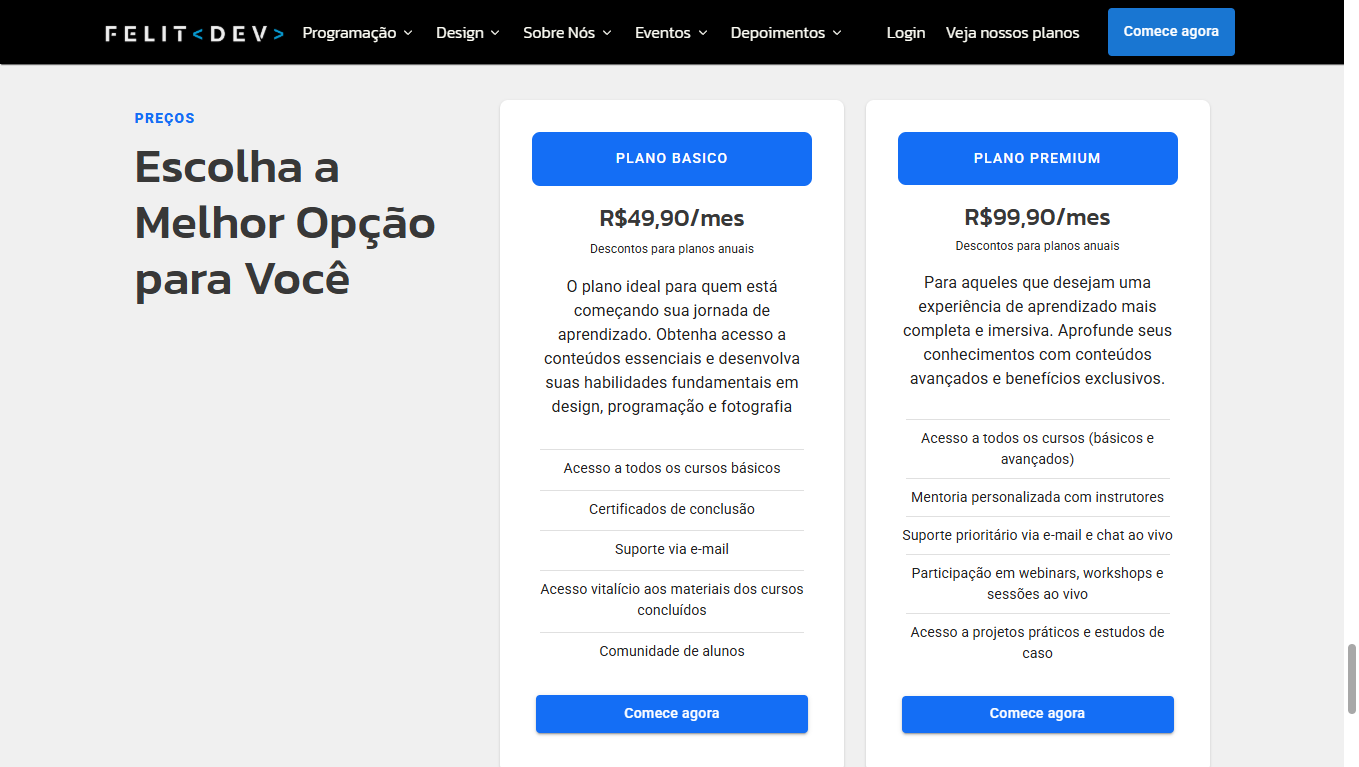 FELIT<DEV>
Programação
Design
Sobre Nós
Eventos
Depoimentos
Login
Veja nossos planos
Comece agora
PREÇOS
Escolha a
Melhor Opção
para Você
PLANO BASICO
R$49,90/mes
Descontos para planos anuais
O plano ideal para quem está
começando sua jornada de
aprendizado. Obtenha acesso a
conteúdos essenciais e desenvolva
suas habilidades fundamentais em
design, programação e fotografia
Acesso a todos os cursos básicos
Certificados de conclusão
Suporte via e-mail
Acesso vitalício aos materiais dos cursos
concluídos
Comunidade de alunos
Comece agora
PLANO PREMIUM
R$99,90/mes
Descontos para planos anuais
Para aqueles que desejam uma
experiência de aprendizado mais
completa e imersiva. Aprofunde seus
conhecimentos com conteúdos
avançados e benefícios exclusivos.
Acesso a todos os cursos (básicos e
avançados)
Mentoria personalizada com instrutores
Suporte prioritário via e-mail e chat ao vivo
Participação em webinars, workshops e
sessões ao vivo
Acesso a projetos práticos e estudos de
caso
Comece agora